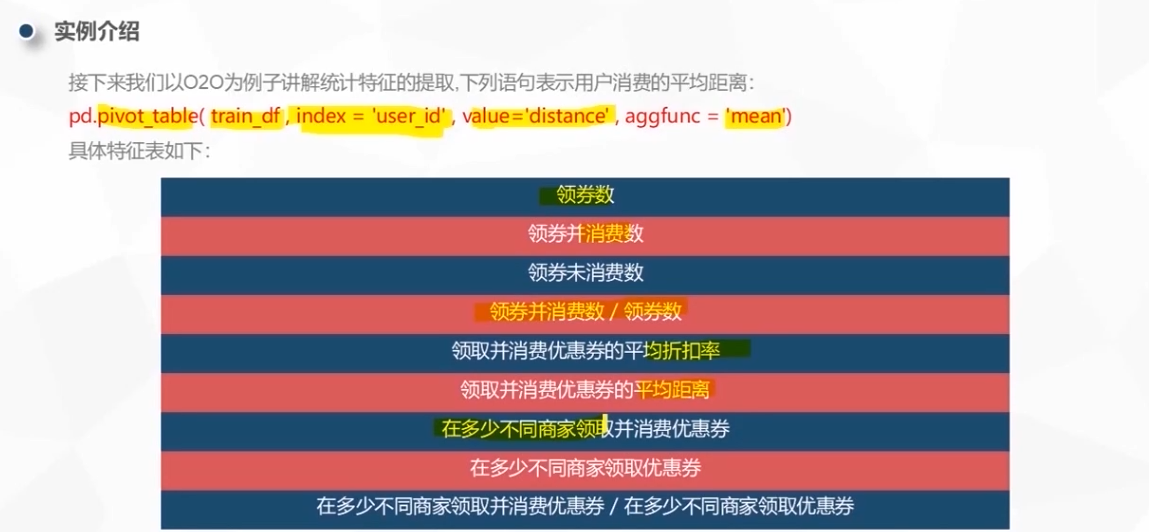 实例介绍
接下来我们以O2O为例子讲解统计特征的提取,下列语句表示用户消费的平均距离：
pd.pivot_table( train_df , index = 'user_id' , value='distance' , aggfunc = 'mean')
具体特征表如下：
领券数
领券并消费数
领券未消费数
领券并消费数 / 领券数
领取并消费优惠券的平均折扣率
领取并消费优惠券的平均距离
在多少不同商家领取并消费优惠券
在多少不同商家领取优惠券
在多少不同商家领取并消费优惠券 / 在多少不同商家领取优惠券